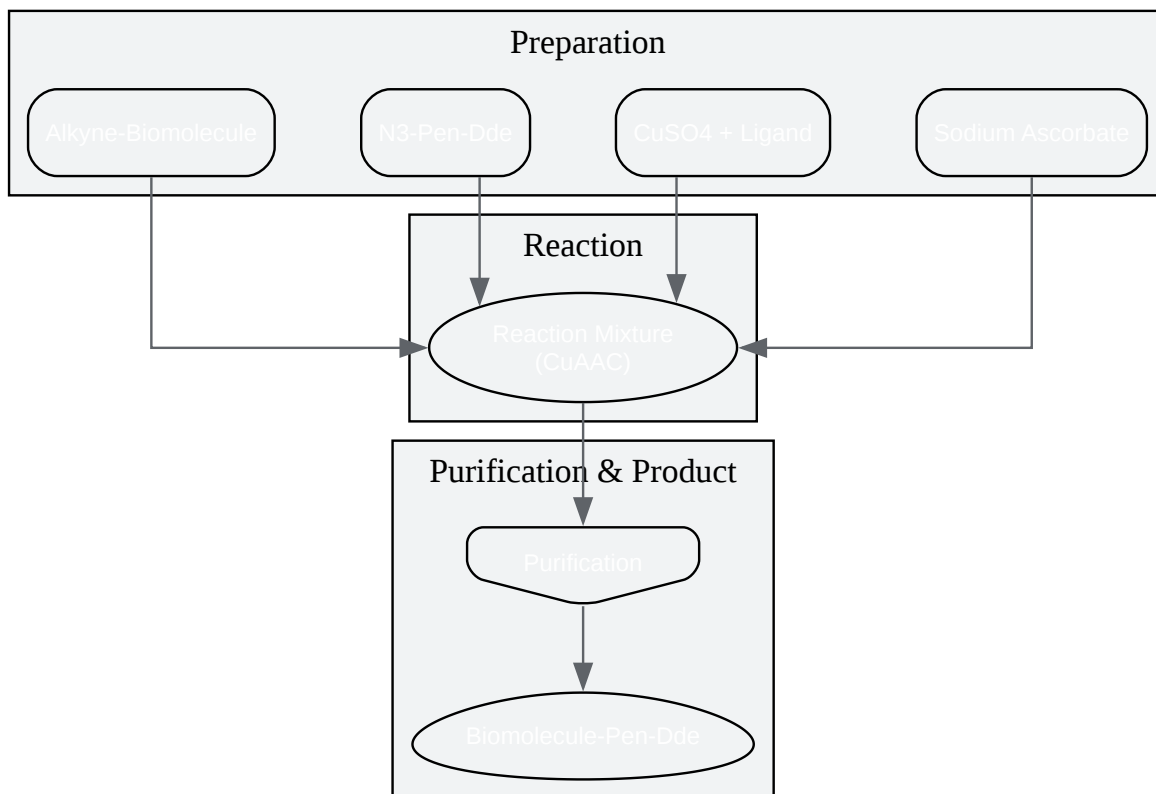 Preparation
Alkyne-Biomolecule
N3-Pen-Dde
CuSO4 + Ligand
Sodium Ascorbate
Reaction
Reaction Mixture
(CuAAC)
Purification & Product
Purification
Biomolecule-Pen-Dde